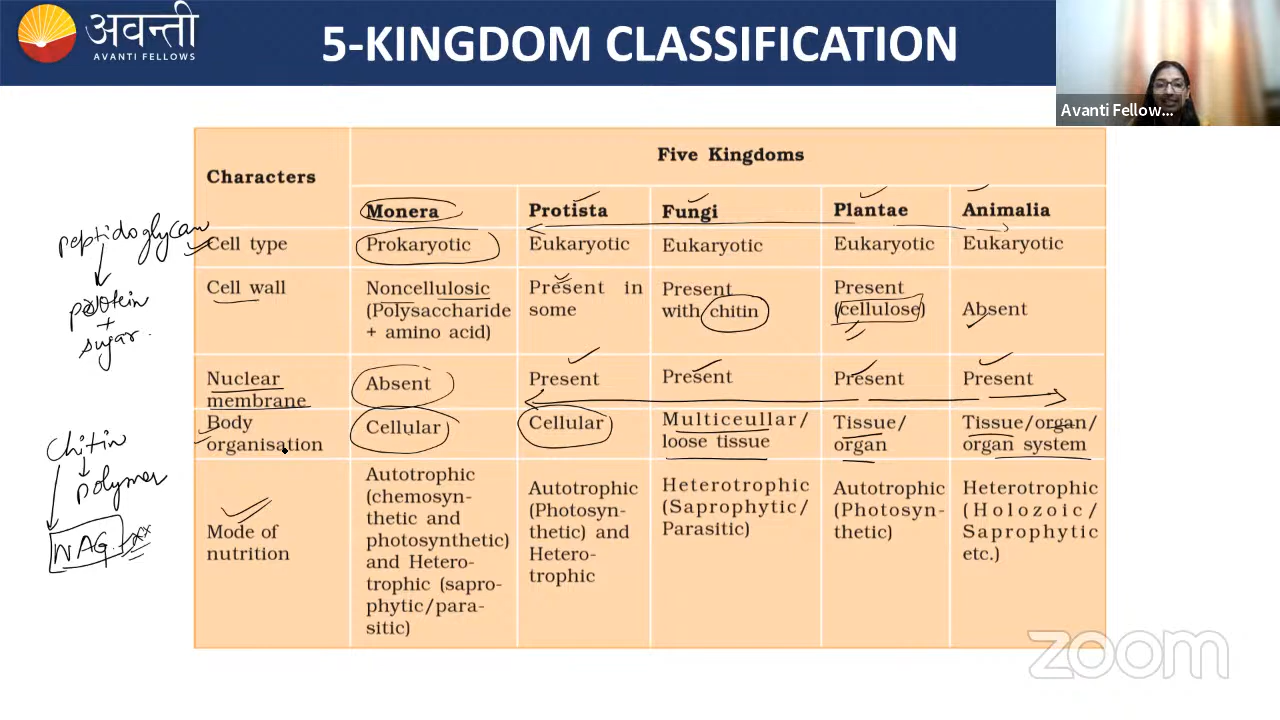 अवन्ती
AVANTI FELLOWS
5-KINGDOM CLASSIFICATION
Avanti Fellow...
Characters
Five Kingdoms
Monera
Protista
Fungi
Plantae
Animalia
Cell type
Prokaryotic
Eukaryotic
Eukaryotic
Eukaryotic
Eukaryotic
Cell wall
Noncellulosic
(Polysaccharide
+ amino acid)
Present in
some
Present
with chitin
Present
(cellulose)
Absent
Nuclear
membrane
Absent
Present
Present
Present
Present
Body
organisation
Cellular
Cellular
Multiceullar/
loose tissue
Tissue/
organ
Tissue/organ/
organ system
Mode of
nutrition
Autotrophic
(chemosyn-
thetic and
photosynthetic)
and Hetero-
trophic (sapro-
phytic/para-
sitic)
Autotrophic
(Photosyn-
thetic) and
Hetero-
trophic
Heterotrophic
(Saprophytic/
Parasitic)
Autotrophic
(Photosyn-
thetic)
Heterotrophic
(Holozoic/
Saprophytic
etc.)
peptidoglycan
protein
+
sugar.
Chitin
polymer
NAG
zoom